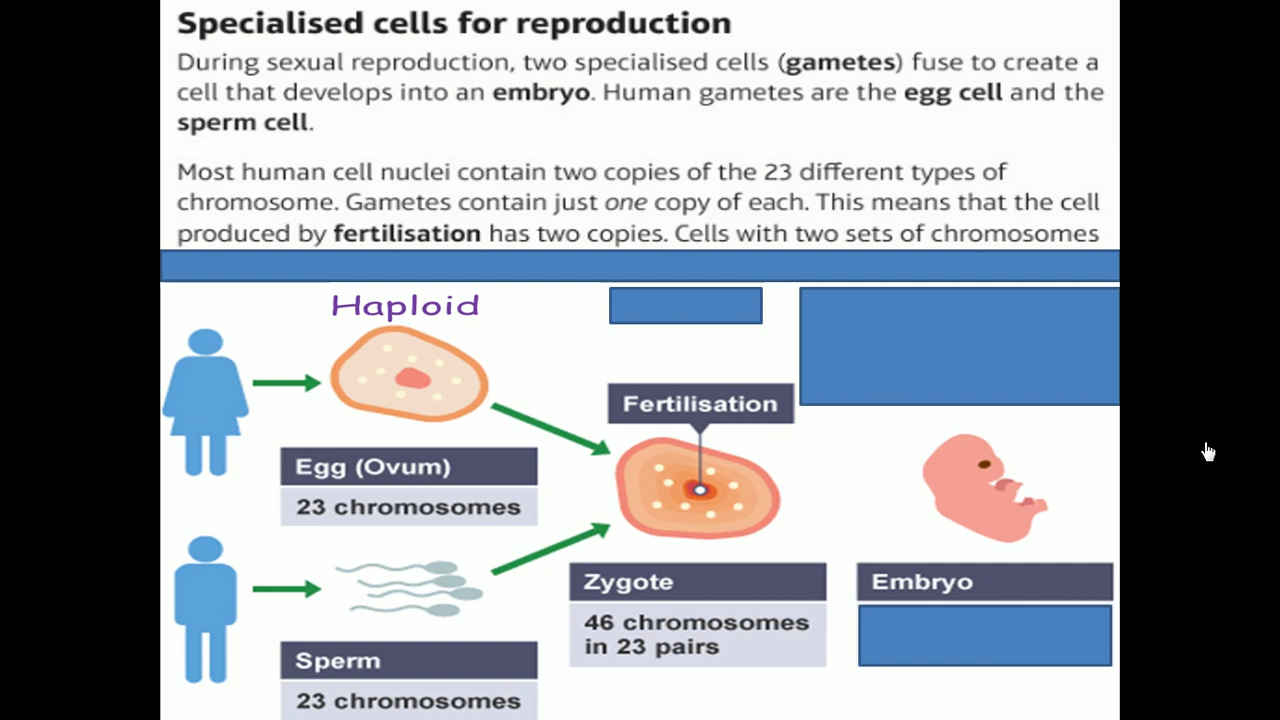 Specialised cells for reproduction
During sexual reproduction, two specialised cells (gametes) fuse to create a
cell that develops into an embryo. Human gametes are the egg cell and the
sperm cell.
Most human cell nuclei contain two copies of the 23 different types of
chromosome. Gametes contain just one copy of each. This means that the cell
produced by fertilisation has two copies. Cells with two sets of chromosomes
Haploid
Fertilisation
Egg (Ovum)
23 chromosomes
Zygote
46 chromosomes
in 23 pairs
Embryo
Sperm
23 chromosomes